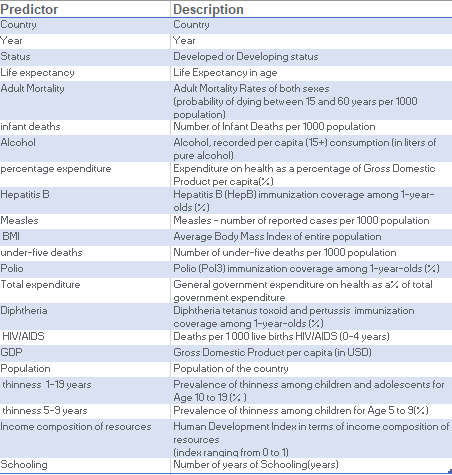 Predictor Description
Country Country
Year Year
Status Developed or Developing status
Life expectancy Life Expectancy in age
Adult Mortality Adult Mortality Rates of both sexes
(probability of dying between 15 and 60 years per 1000
population)
infant deaths Number of Infant Deaths per 1000 population
Alcohol Alcohol, recorded per capita (15+) consumption (in liters of
pure alcohol)
percentage expenditure Expenditure on health as a percentage of Gross Domestic
Product per capita(%)
Hepatitis B Hepatitis B (HepB) immunization coverage among 1-year-
olds (%)
Measles Measles - number of reported cases per 1000 population
BMI Average Body Mass Index of entire population
under-five deaths Number of under-five deaths per 1000 population
Polio Polio (Pol3) immunization coverage among 1-year-olds (%)
Total expenditure General government expenditure on health as a% of total
government expenditure
Diphtheria Diphtheria tetanus toxoid and pertussis immunization
coverage among 1-year-olds (%)
HIV/AIDS Deaths per 1 000 live births HIV/AIDS (0-4 years)
GDP Gross Domestic Product per capita (in USD)
Population Population of the country
thinness 1-19 years Prevalence of thinness among children and adolescents for
Age 10 to 19 (% )
thinness 5-9 years Prevalence of thinness among children for Age 5 to 9(%)
Income composition of resources Human Development Index in terms of income composition of
resources
(index ranging from 0 to 1)
Schooling Number of years of Schooling(years)